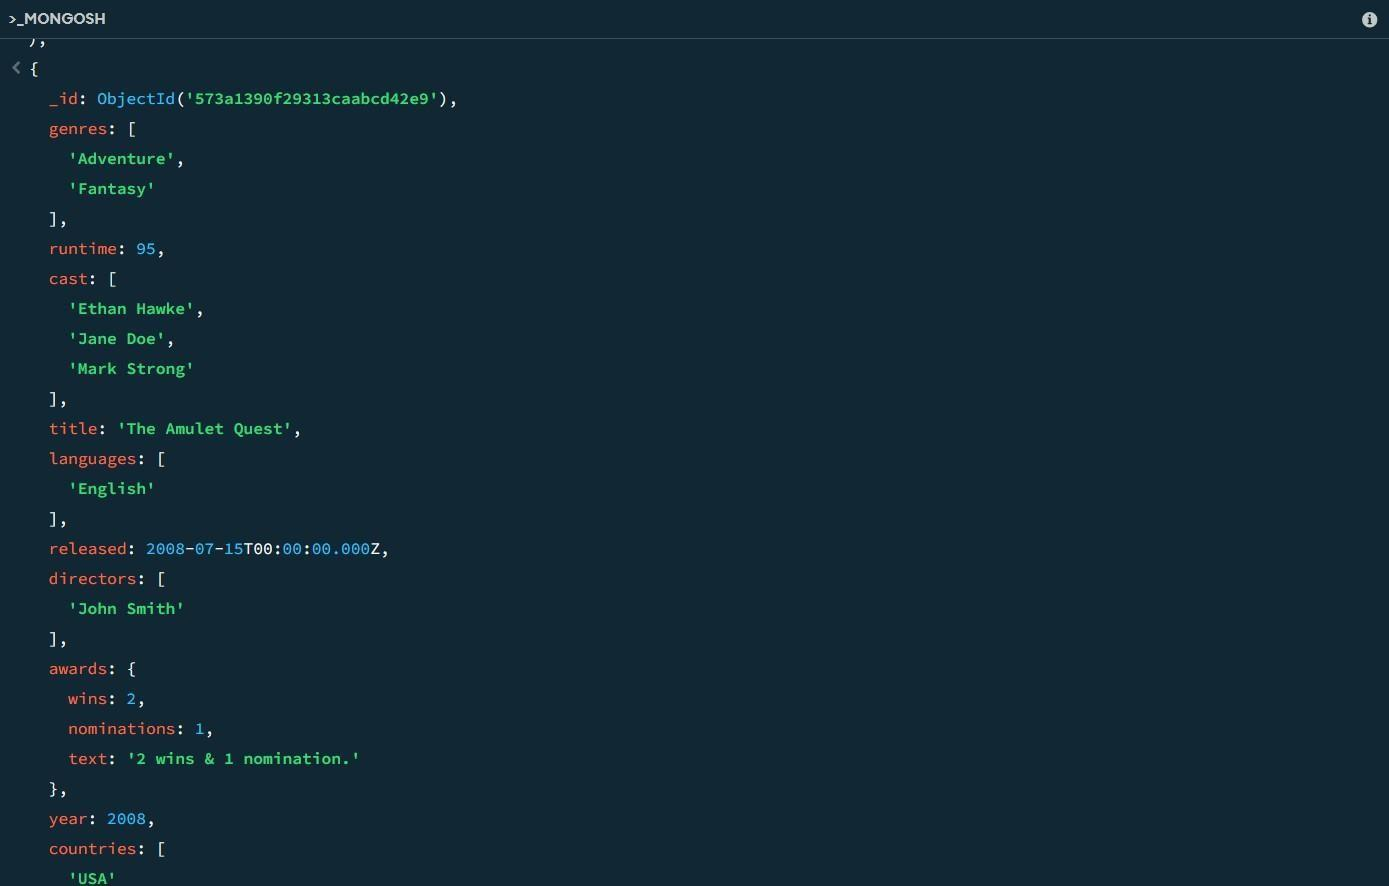 >_MONGOSH
),
{
_id: ObjectId('573a1390f29313caabcd42e9'),
genres: [
'Adventure',
'Fantasy'
],
runtime: 95,
cast: [
'Ethan Hawke',
'Jane Doe',
'Mark Strong'
],
title: 'The Amulet Quest',
languages: [
'English'
],
released: 2008-07-15T00:00:00.000Z,
directors: [
'John Smith'
],
awards: {
wins: 2,
nominations: 1,
text: '2 wins & 1 nomination.'
},
year: 2008,
countries: [
'USA'